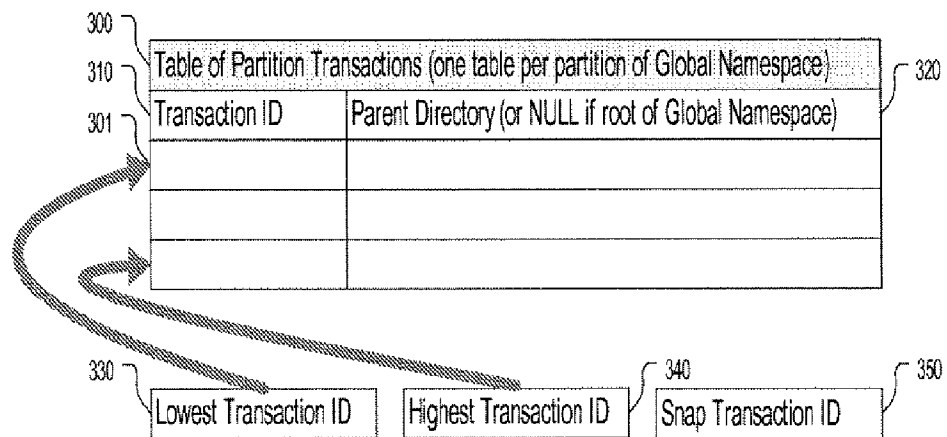 300
Table of Partition Transactions (one table per partition of Global Namespace)
310
320
Transaction ID
Parent Directory (or NULL if root of Global Namespace)
301
330
340
350
Lowest Transaction ID
Highest Transaction ID
Snap Transaction ID